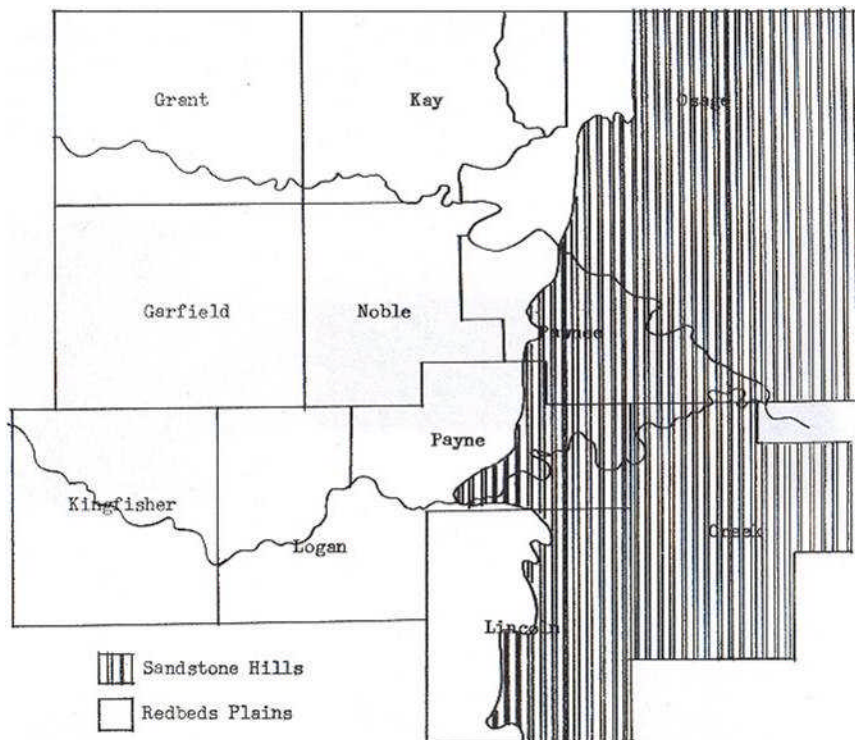 Grant
Kay
Osage
Garfield
Noble
Pawnee
Payne
Kingfisher
Logan
Creek
Lincoln
Sandstone Hills
Redbeds Plains